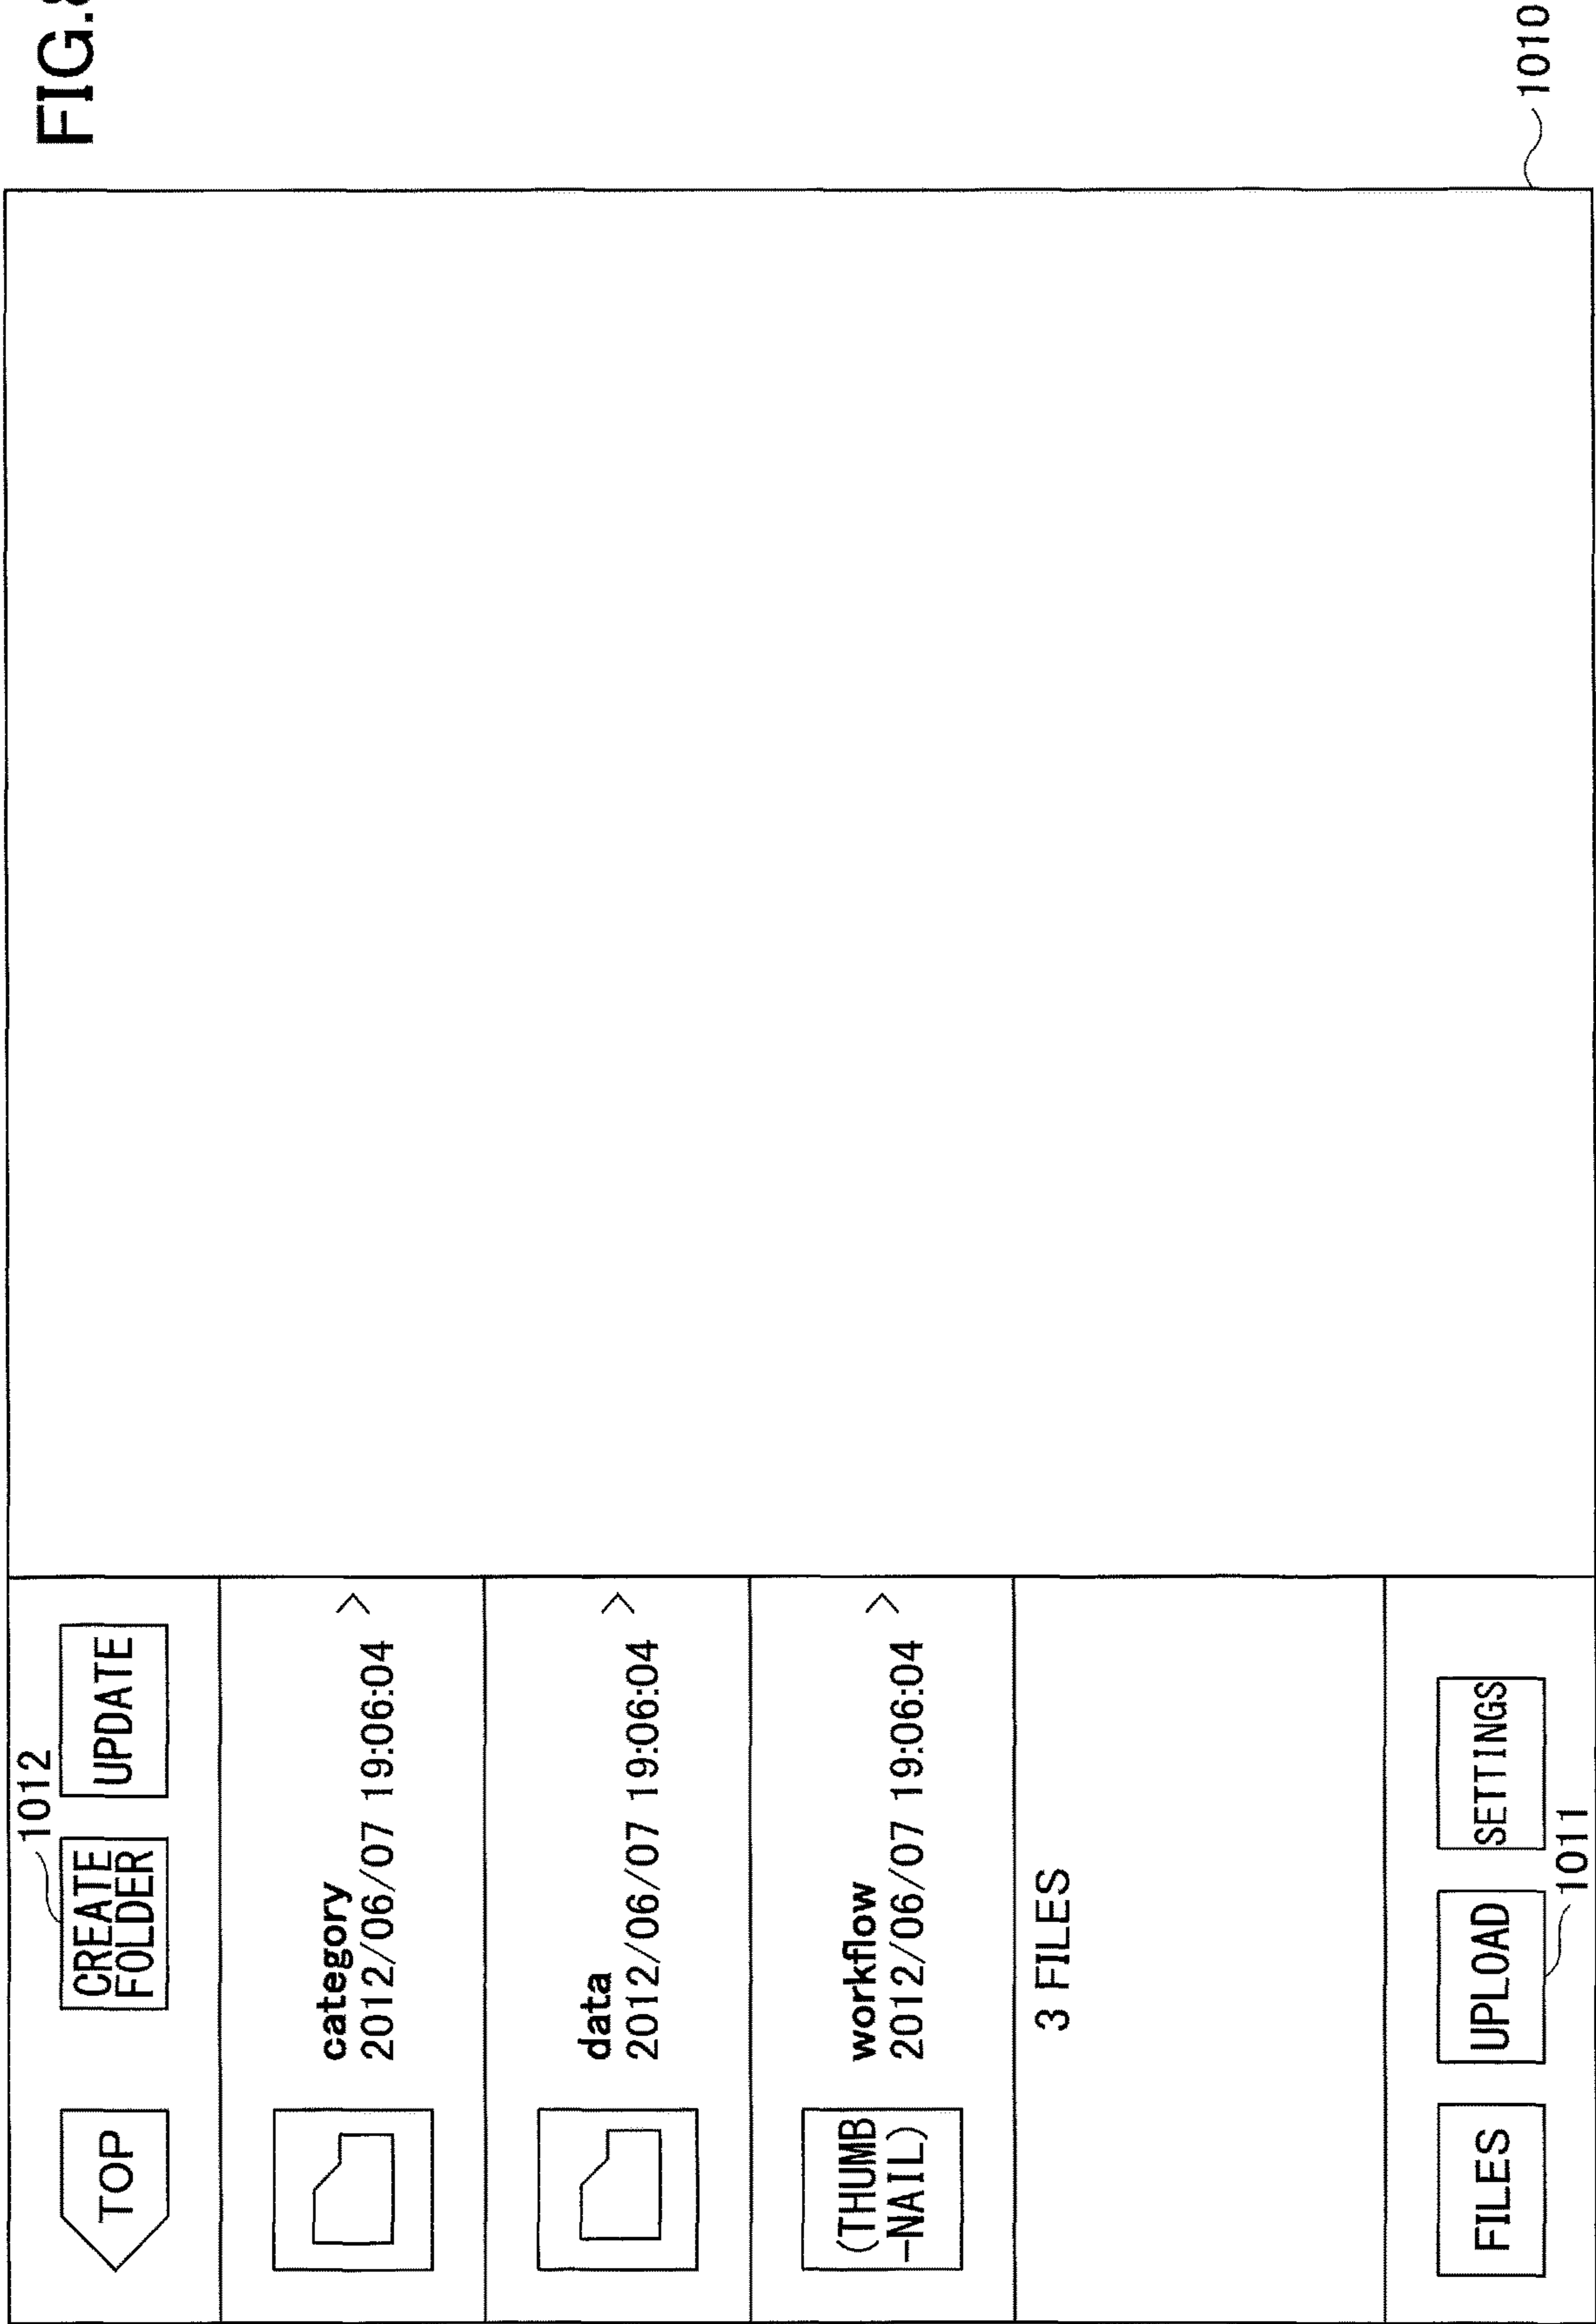 FIG.8
1012
TOP
CREATE
FOLDER
UPDATE
category
2012/06/07 19:06:04 >
data
2012/06/07 19:06:04 >
(THUMB
-NAIL)
workflow
2012/06/07 19:06:04 >
3 FILES
FILES
UPLOAD
SETTINGS
1011
1010